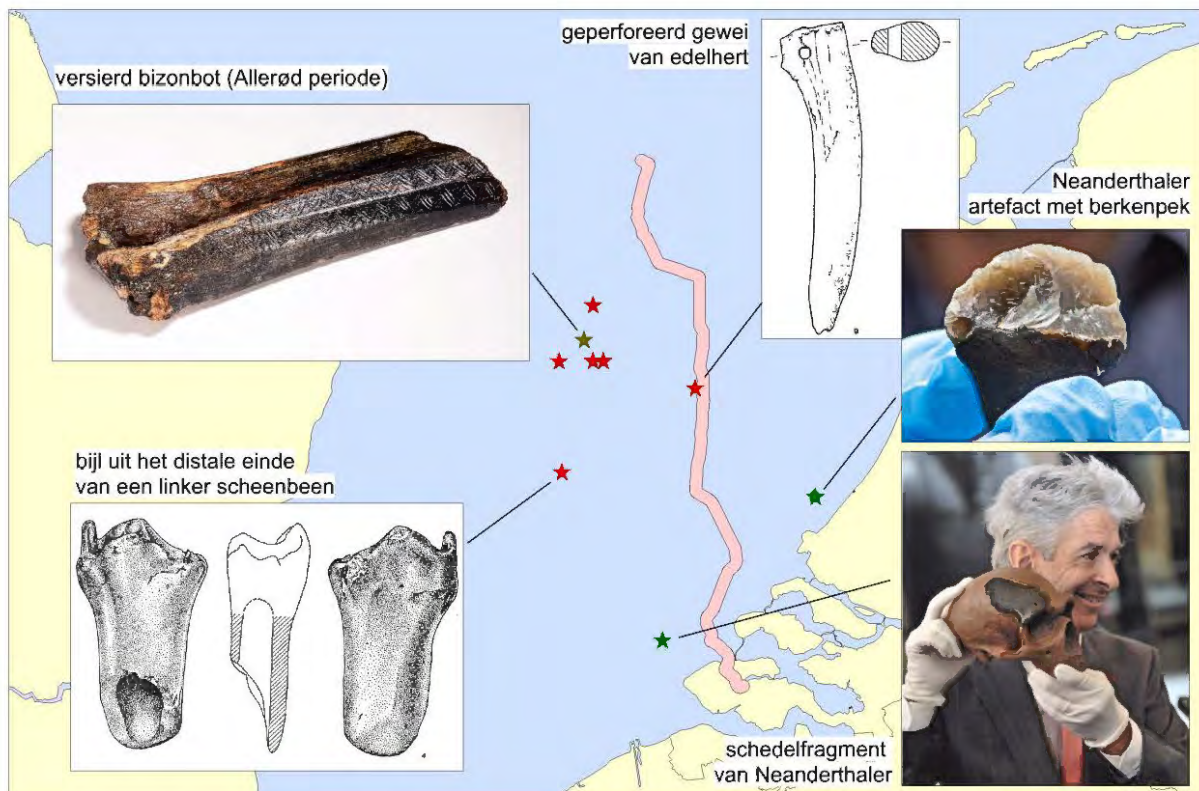 versierd bizonbot (Allerød periode)
geperforeerd gewei
van edelhert
Neanderthaler
artefact met berkenpek
bijl uit het distale einde
van een linker scheenbeen
schedelfragment
van Neanderthaler